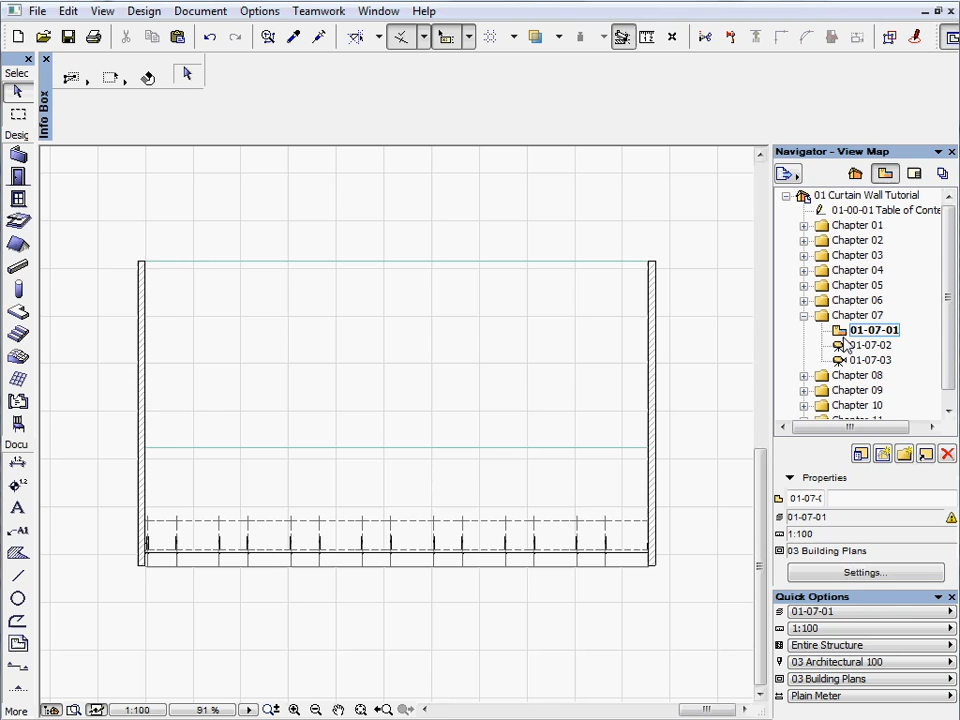 File Edit View Design Document Options Teamwork Window Help
Selec
Info Box
Desig
Docu
A
A1
More
1:100
91 %
Navigator - View Map
01 Curtain Wall Tutorial
01-00-01 Table of Conte
Chapter 01
Chapter 02
Chapter 03
Chapter 04
Chapter 05
Chapter 06
Chapter 07
01-07-01
01-07-02
01-07-03
Chapter 08
Chapter 09
Chapter 10
Properties
01-07-0
01-07-01
1:100
03 Building Plans
Settings...
Quick Options
01-07-01
1:100
Entire Structure
03 Architectural 100
03 Building Plans
Plain Meter